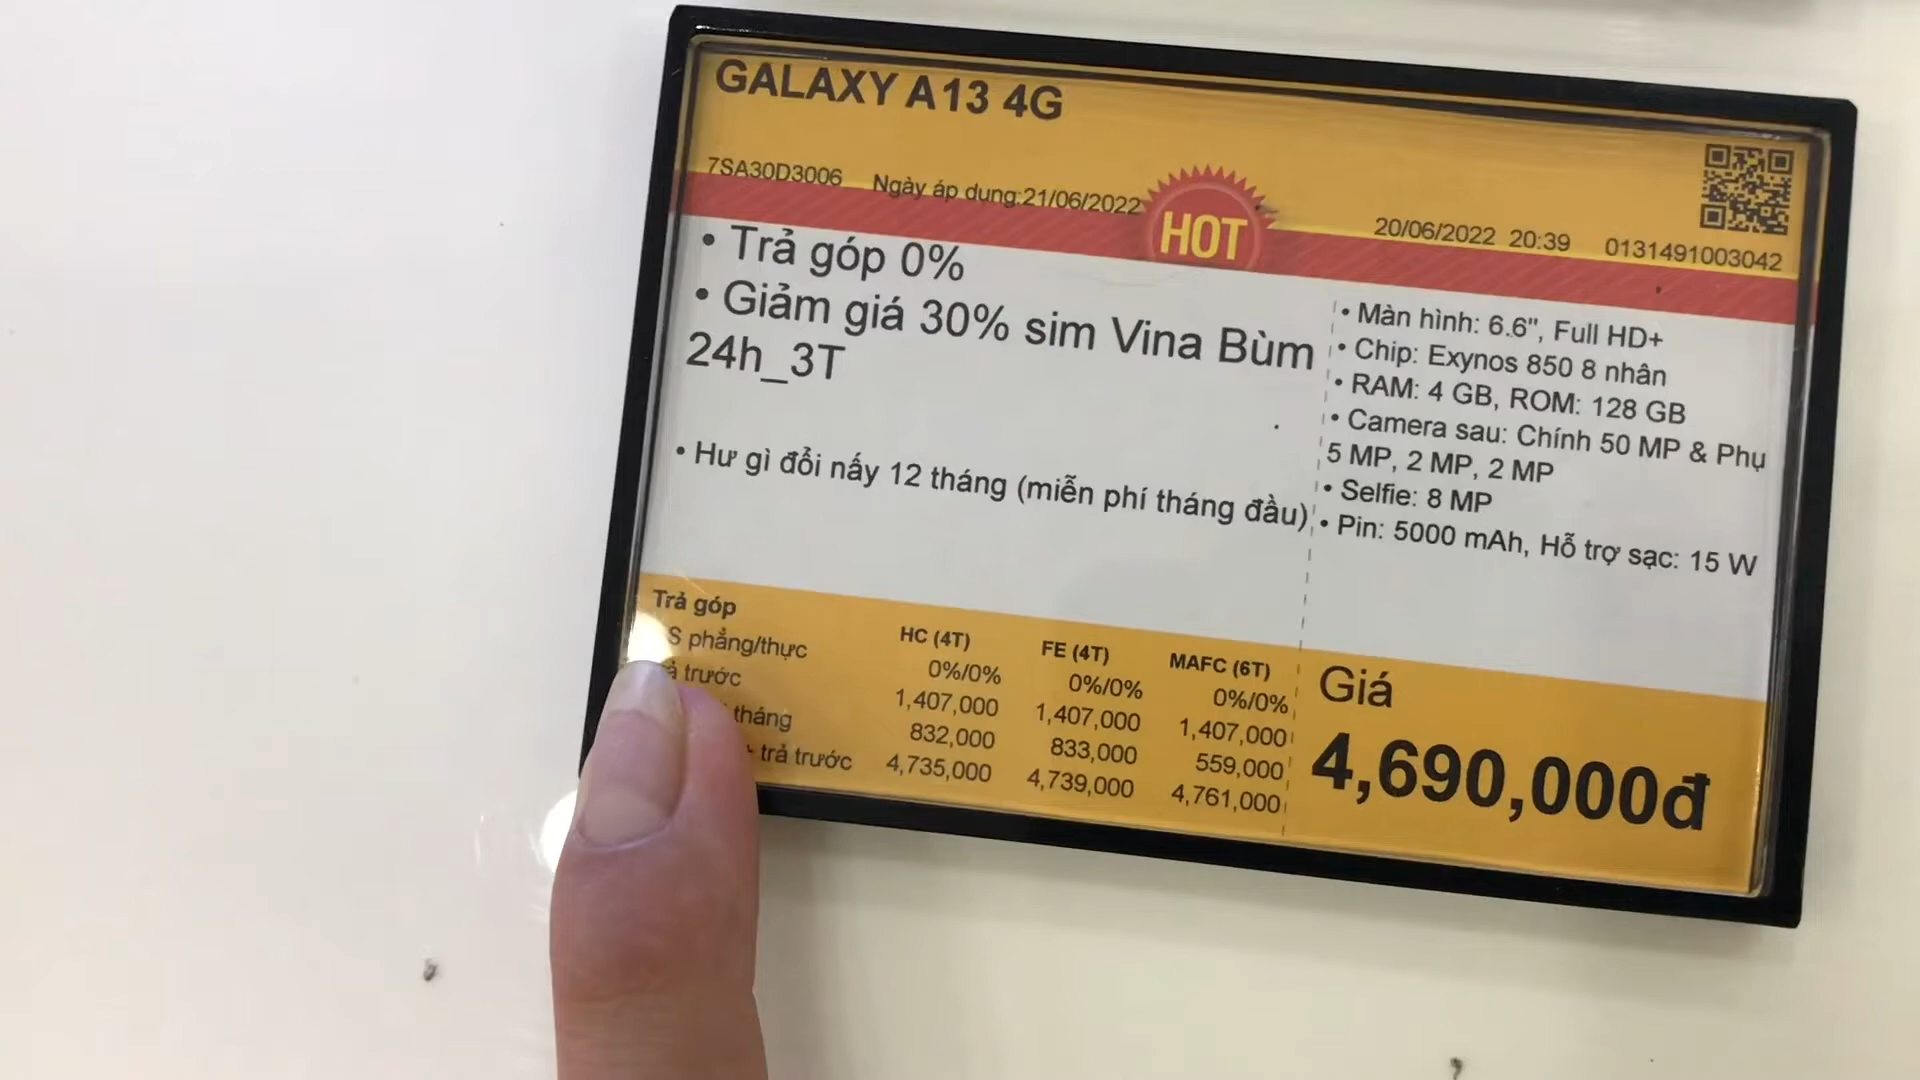 GALAXY A13 4G
7SA30D3006 Ngày áp dụng:21/06/2022
HOT
20/06/2022 20:39 0131491003042
• Trả góp 0%
• Giảm giá 30% sim Vina Bùm
24h_3T
• Hư gì đổi nấy 12 tháng (miễn phí tháng đầu)
• Màn hình: 6.6", Full HD+
• Chip: Exynos 850 8 nhân
• RAM: 4 GB, ROM: 128 GB
• Camera sau: Chính 50 MP & Phụ
5 MP, 2 MP, 2 MP
• Selfie: 8 MP
• Pin: 5000 mAh, Hỗ trợ sạc: 15 W
Trả góp HC (4T) FE (4T) MAFC (6T)
phẳng/thực 0%/0% 0%/0% 0%/0%
trước 1,407,000 1,407,000 1,407,000
tháng 832,000 833,000 559,000
trả trước 4,735,000 4,739,000 4,761,000
Giá
4,690,000đ